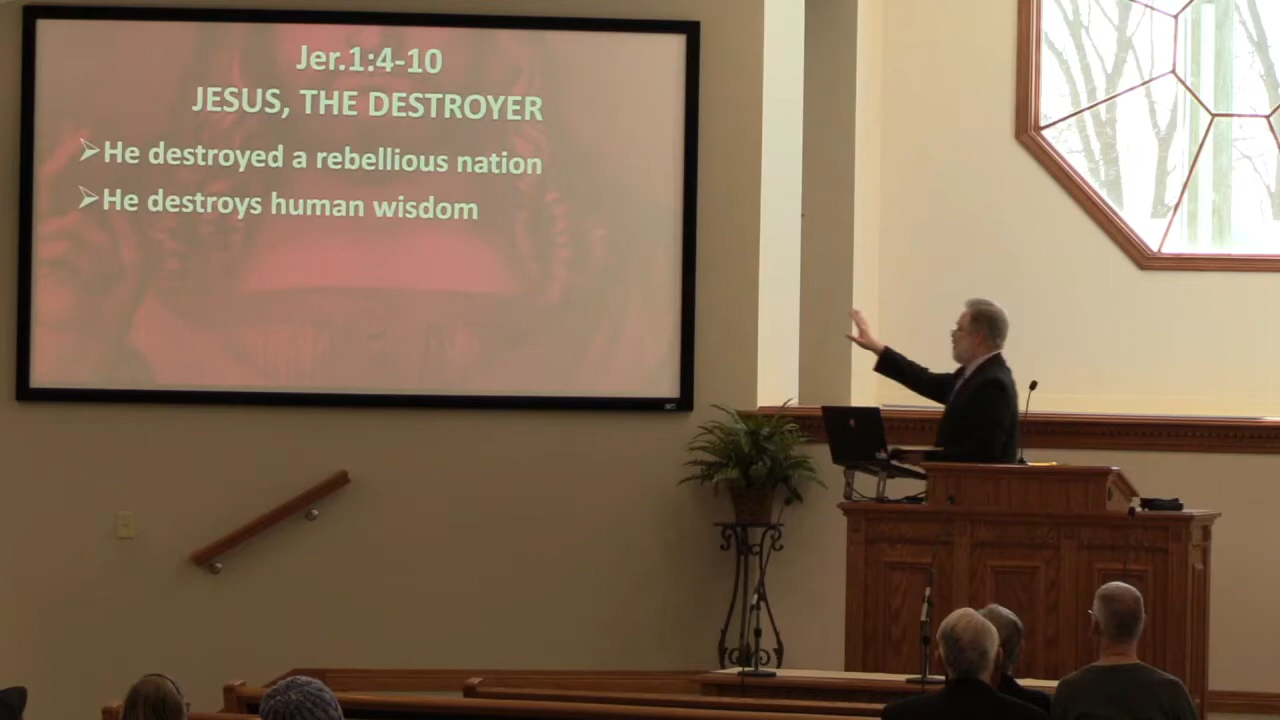 Jer.1:4-10
JESUS, THE DESTROYER
➢He destroyed a rebellious nation
➢He destroys human wisdom